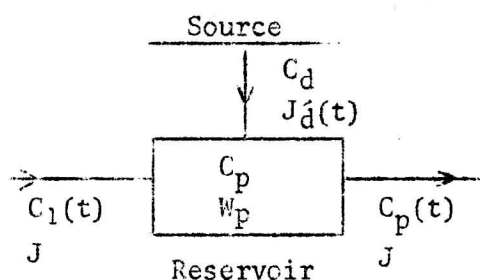 Source
C_d
J_d(t)
C_p
W_p
C_1(t)
J
C_p(t)
J
Reservoir